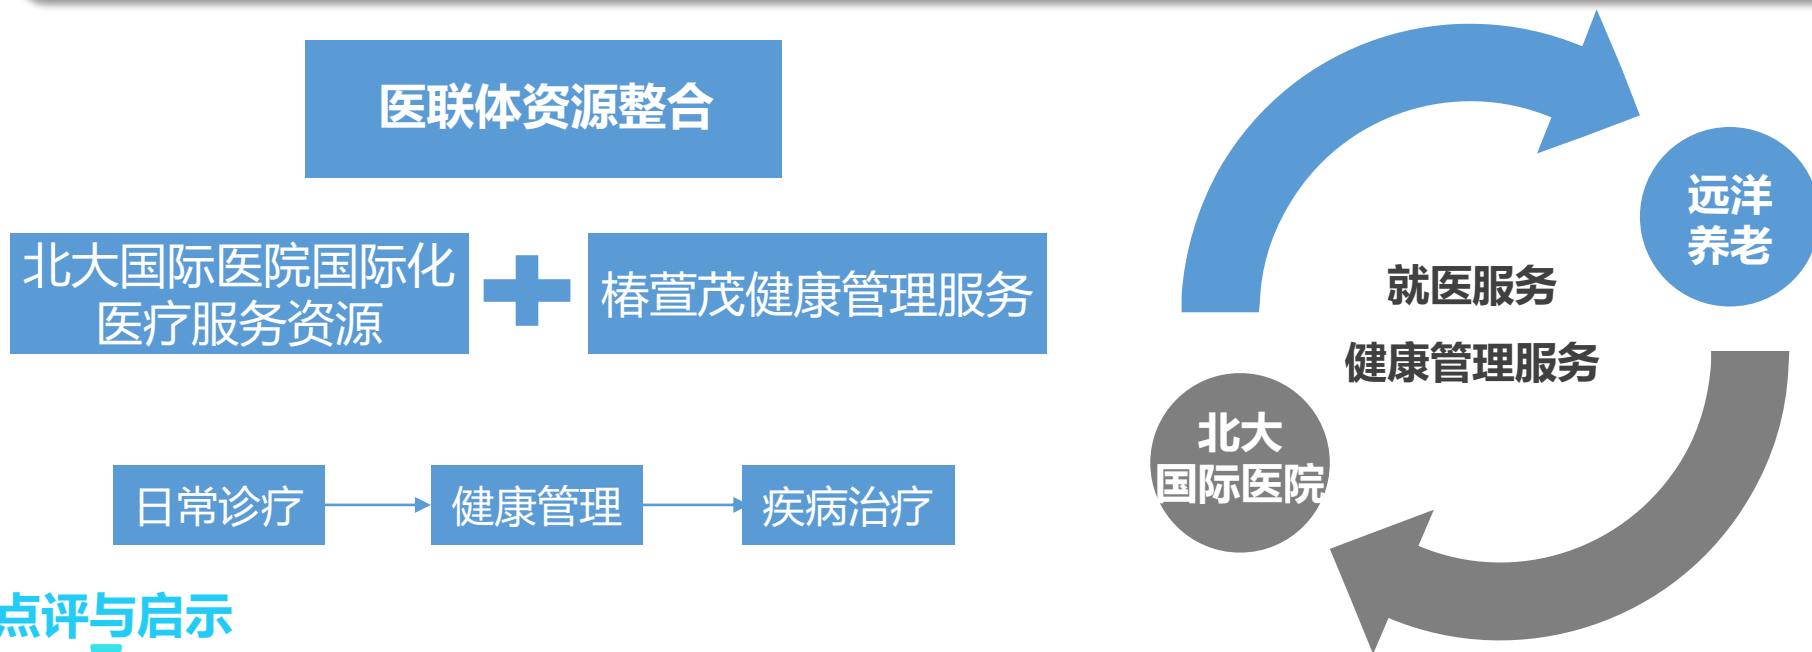 医联体资源整合
北大国际医院国际化
医疗服务资源
椿萱茂健康管理服务
日常诊疗
健康管理
疾病治疗
点评与启示
远洋
养老
就医服务
健康管理服务
北大
国际医院